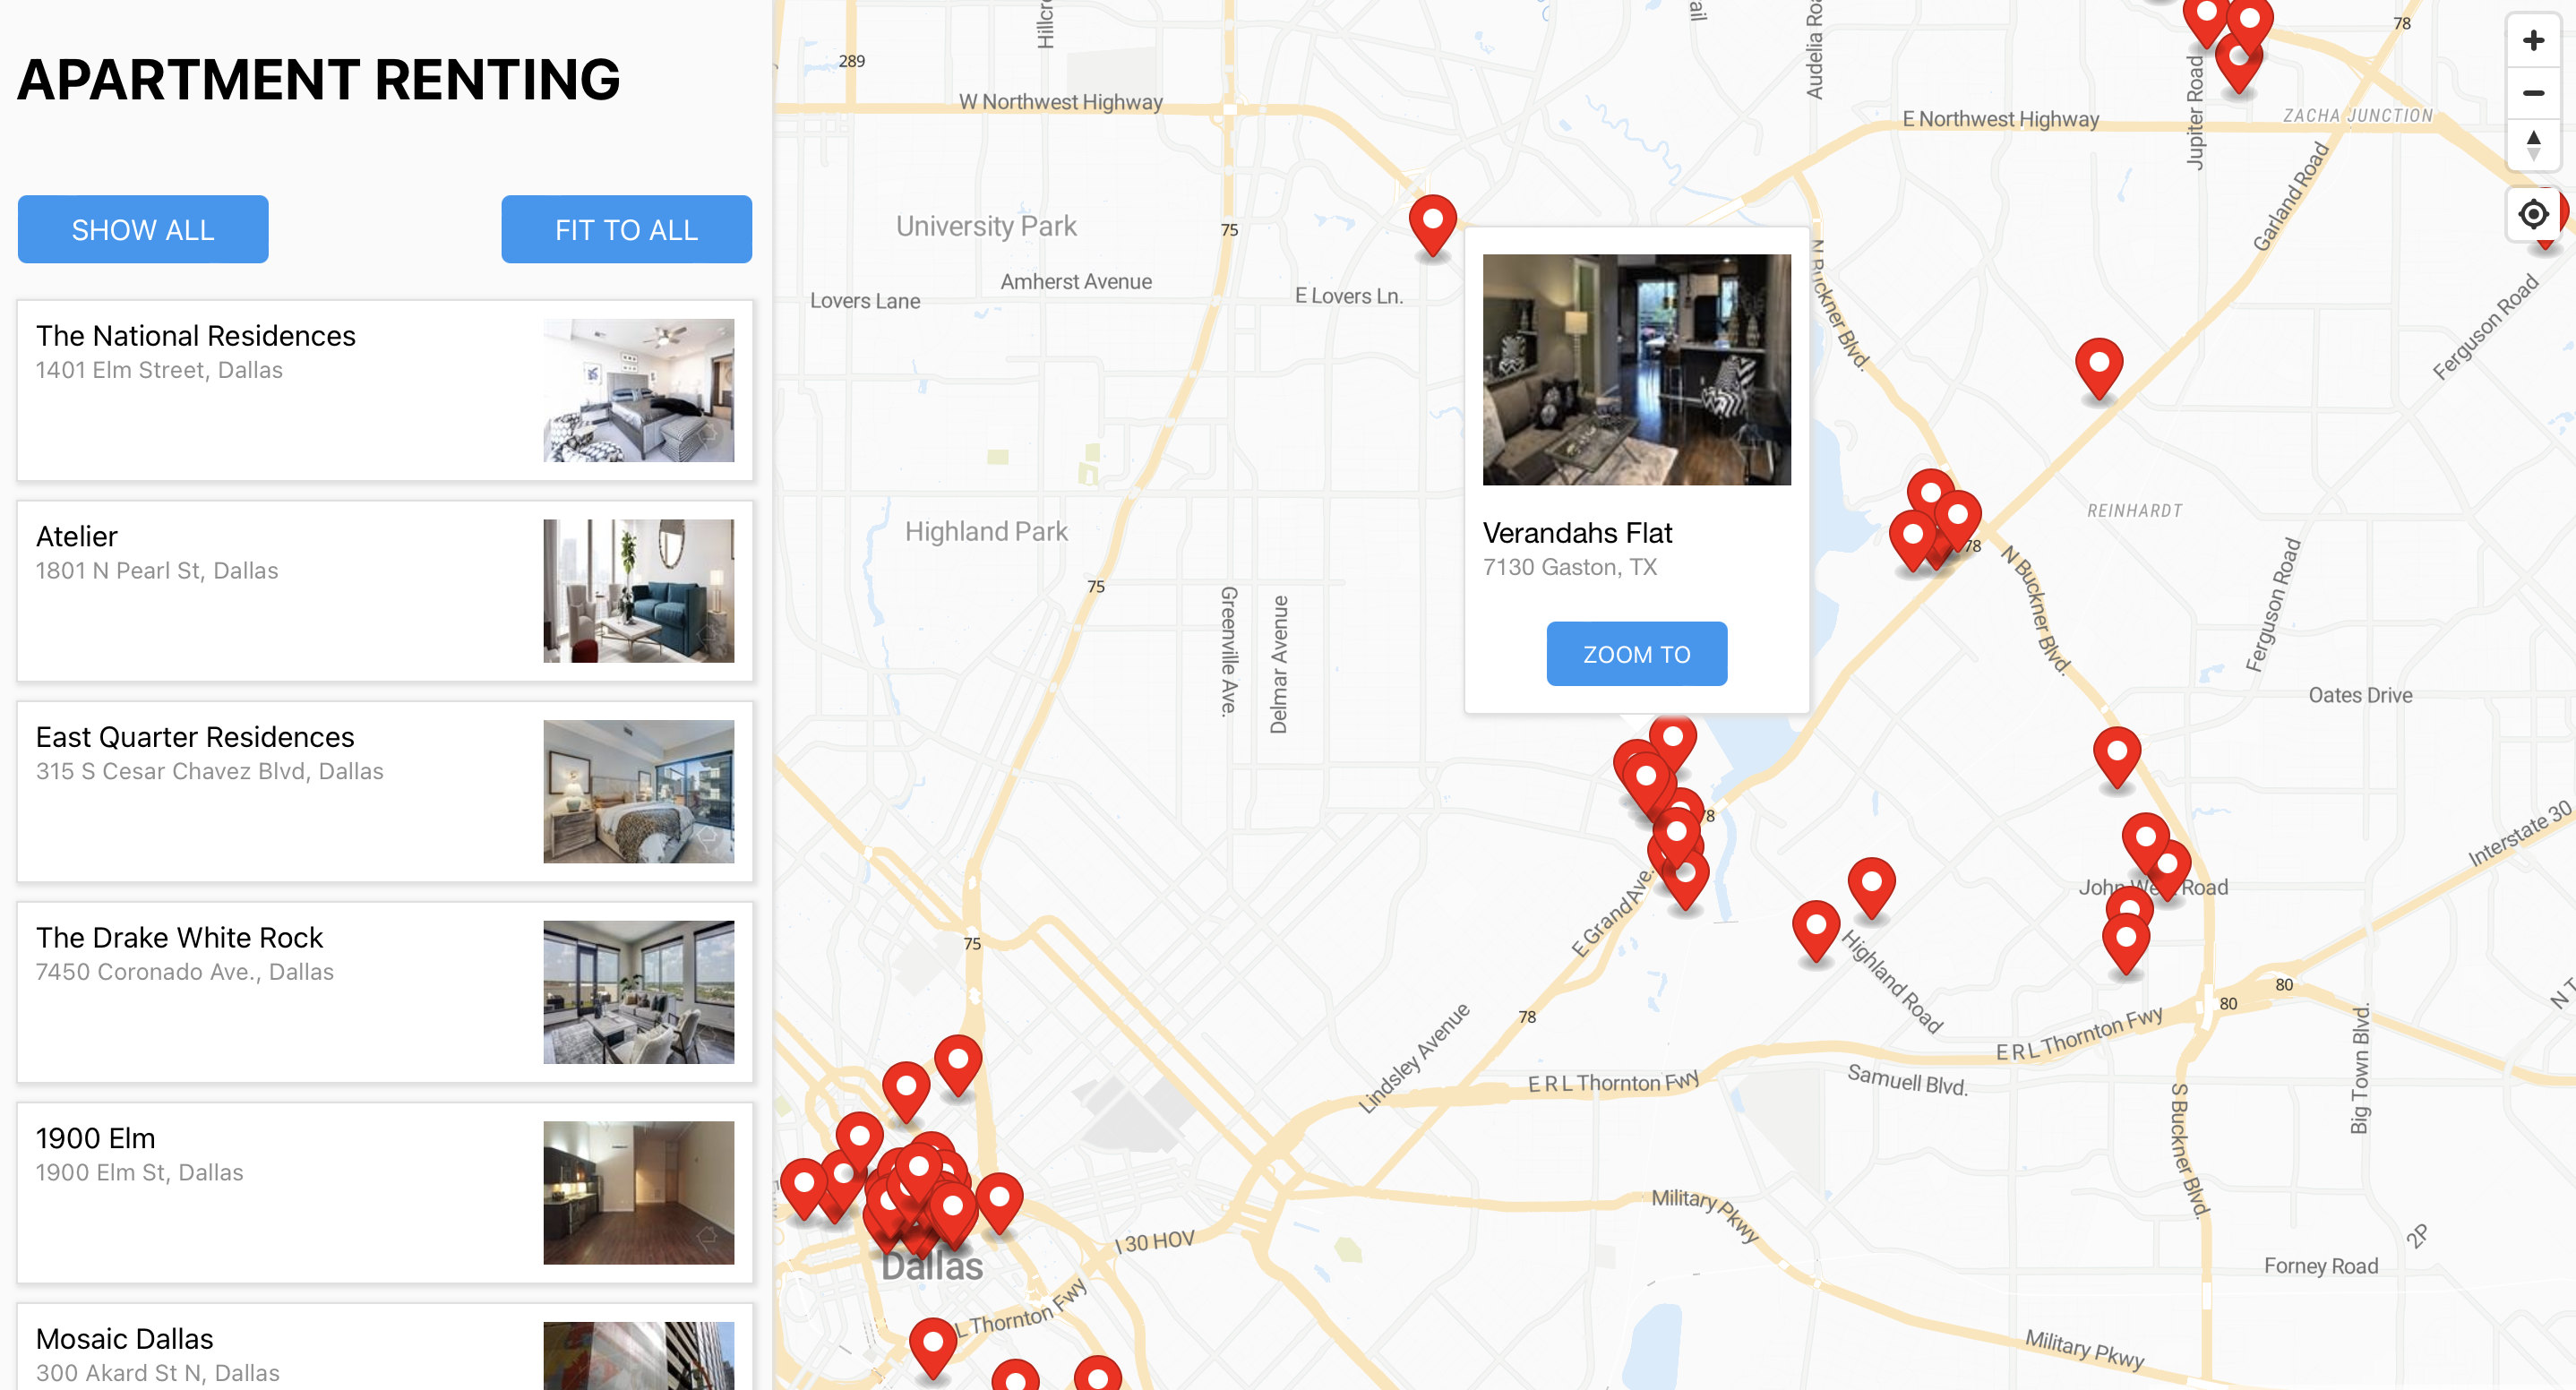 APARTMENT RENTING
SHOW ALL
FIT TO ALL
The National Residences
1401 Elm Street, Dallas
Atelier
1801 N Pearl St, Dallas
East Quarter Residences
315 S Cesar Chavez Blvd, Dallas
The Drake White Rock
7450 Coronado Ave., Dallas
1900 Elm
1900 Elm St, Dallas
Mosaic Dallas
300 Akard St N, Dallas
289
W Northwest Highway
University Park
Amherst Avenue
Lovers Lane
E Lovers Ln.
75
Highland Park
75
Greenville Ave.
Delmar Avenue
75
Audelia
E Northwest Highway
Jupiter Road
78
ZACHA JUNCTION
Garland Road
Ferguson Road
N Buckner Blvd.
Verandahs Flat
7130 Gaston, TX
ZOOM TO
REINHARDT
78
N Buckner Blvd.
Ferguson Road
Oates Drive
78
E Grand Ave.
Interstate 30
Road
Highland Road
78
Lindsley Avenue
E R L Thornton Fwy
E R L Thornton Fwy
80
80
Samuell Blvd.
Big Town Blvd.
S Buckner Blvd.
Military Pkwy
I 30 HOV
Dallas
L Thornton Fwy
2P
Forney Road
Military Pkwy